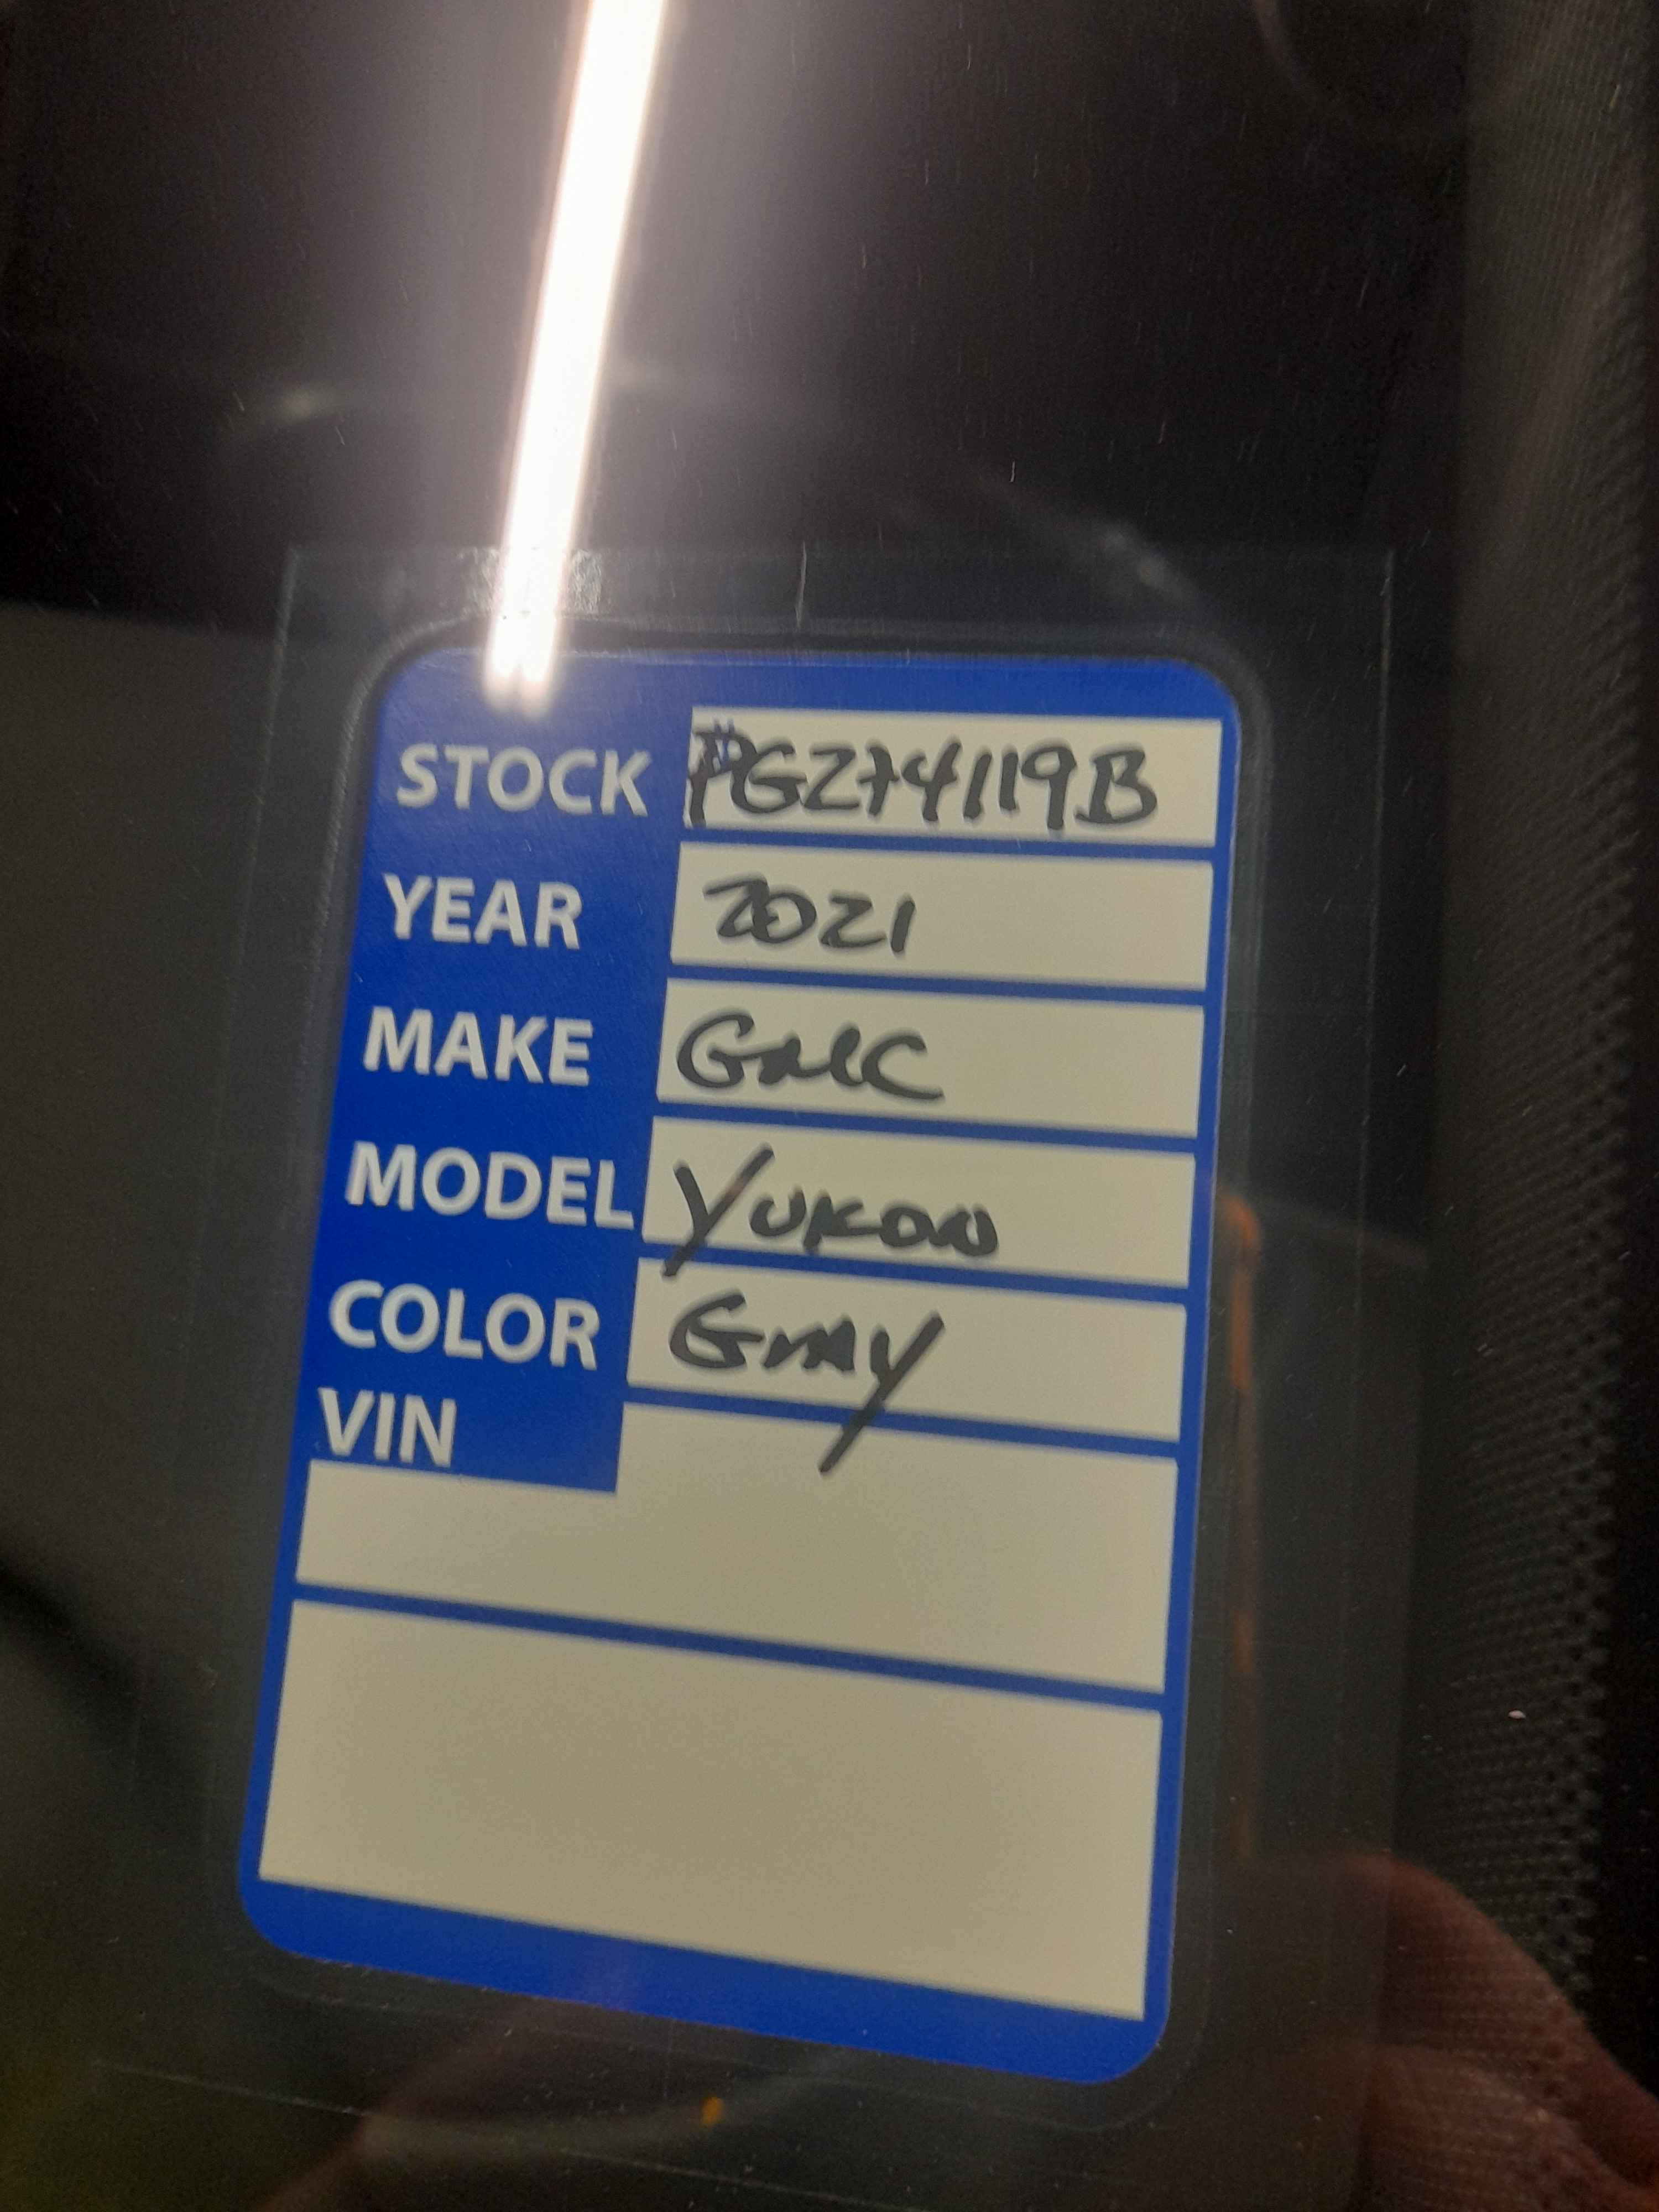 STOCK PGZ74119B
YEAR 2021
MAKE GMC
MODEL YUKON
COLOR Gray
VIN